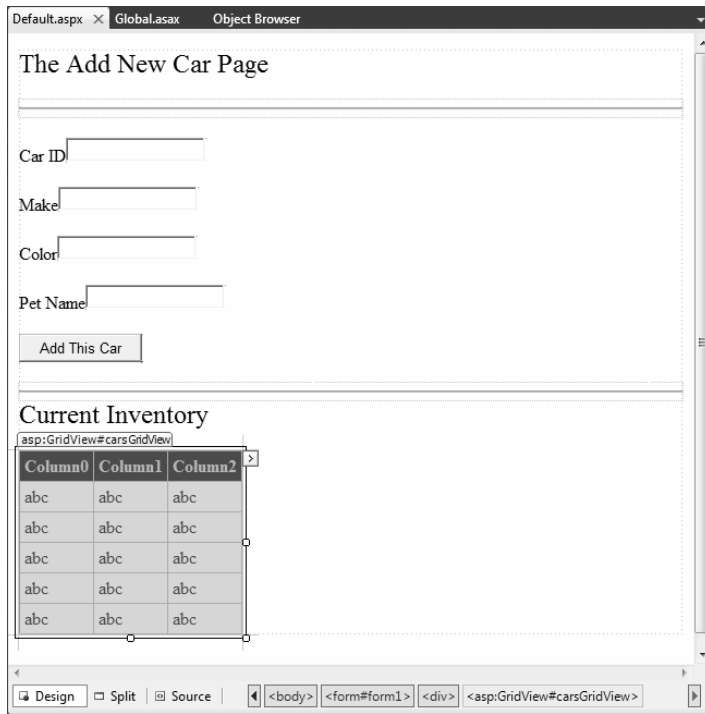 Default.aspx × Global.asax Object Browser
The Add New Car Page
Car ID
Make
Color
Pet Name
Add This Car
Current Inventory
asp:GridView#carsGridView
Column0 Column1 Column2
abc abc abc
abc abc abc
abc abc abc
abc abc abc
abc abc abc
Design Split Source <body> <form#form1> <div> <asp:GridView#carsGridView>